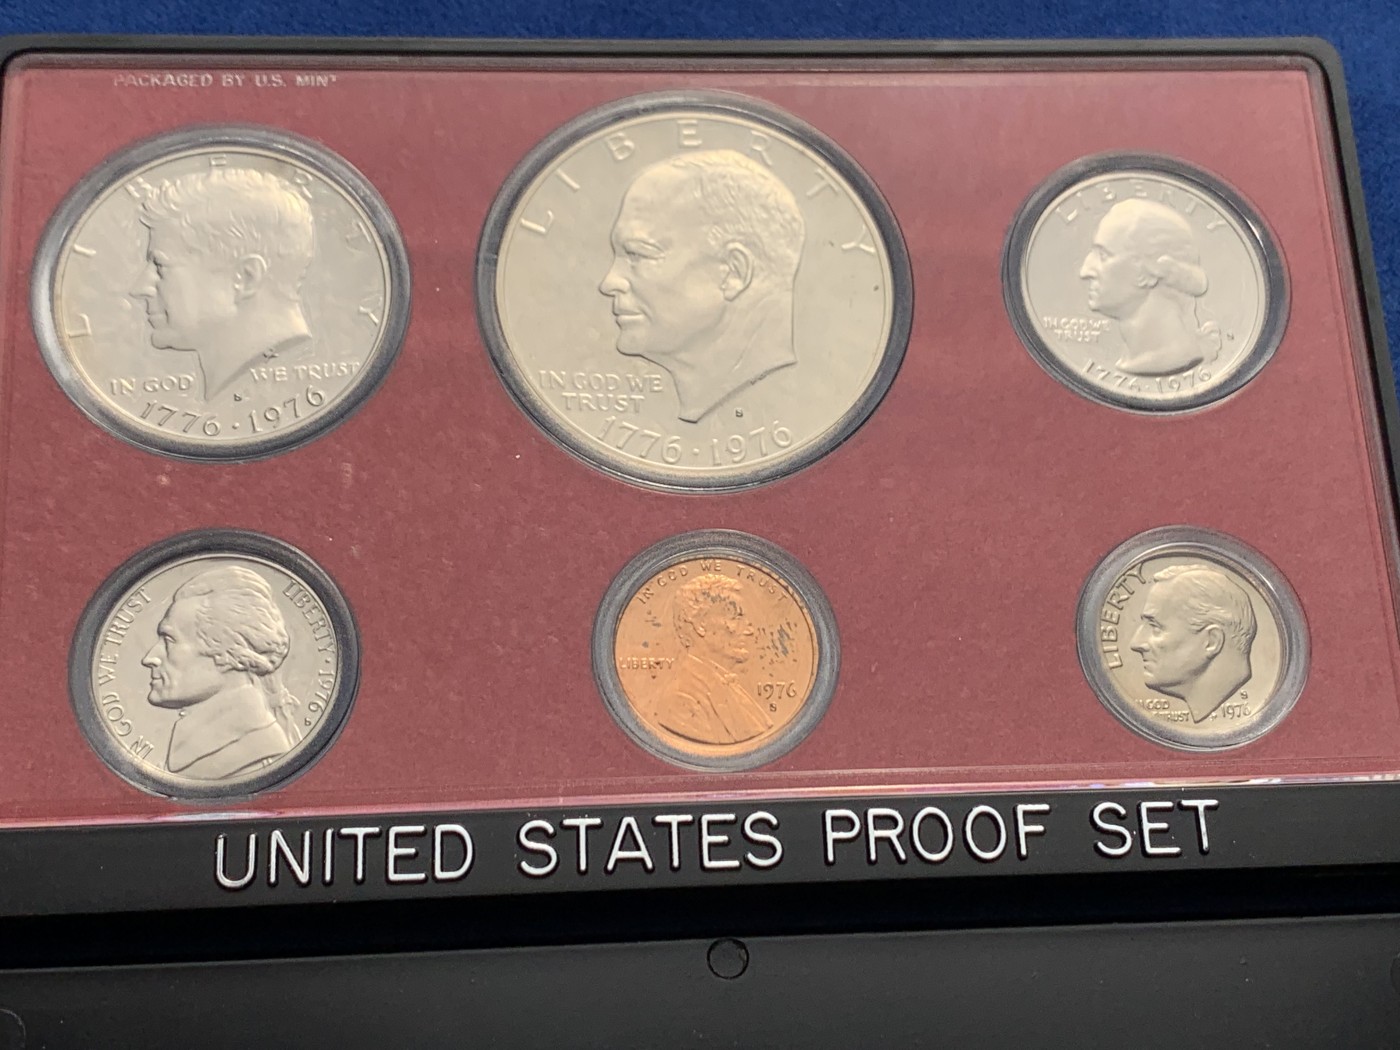 PACKAGED BY U.S. MINT
LIBERTY
IN GOD WE TRUST
1776 · 1976
LIBERTY
IN GOD WE
TRUST
S
1776 · 1976
LIBERTY
IN GOD WE
TRUST
S
1776 · 1976
IN GOD WE TRUST
LIBERTY · 1976
S
IN GOD WE TRUST
LIBERTY
1976
S
LIBERTY
IN GOD
TRUST
S
1976
UNITED STATES PROOF SET